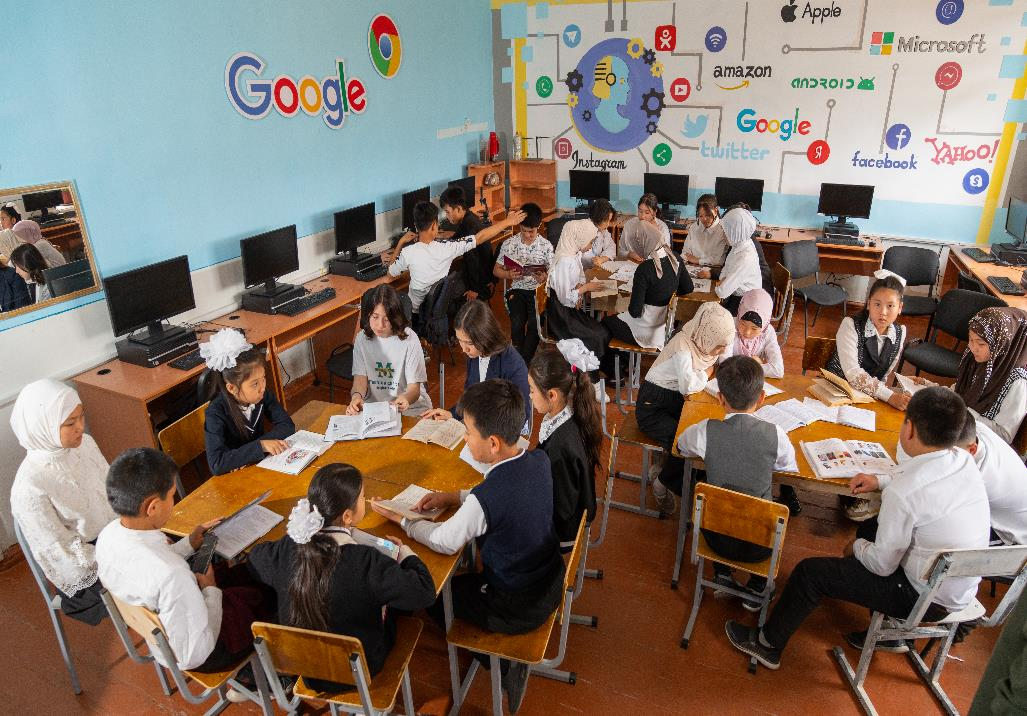 Google
Apple
Microsoft
amazon
ANDROID
Google
twitter
Instagram
facebook
YAHOO!
Я
M